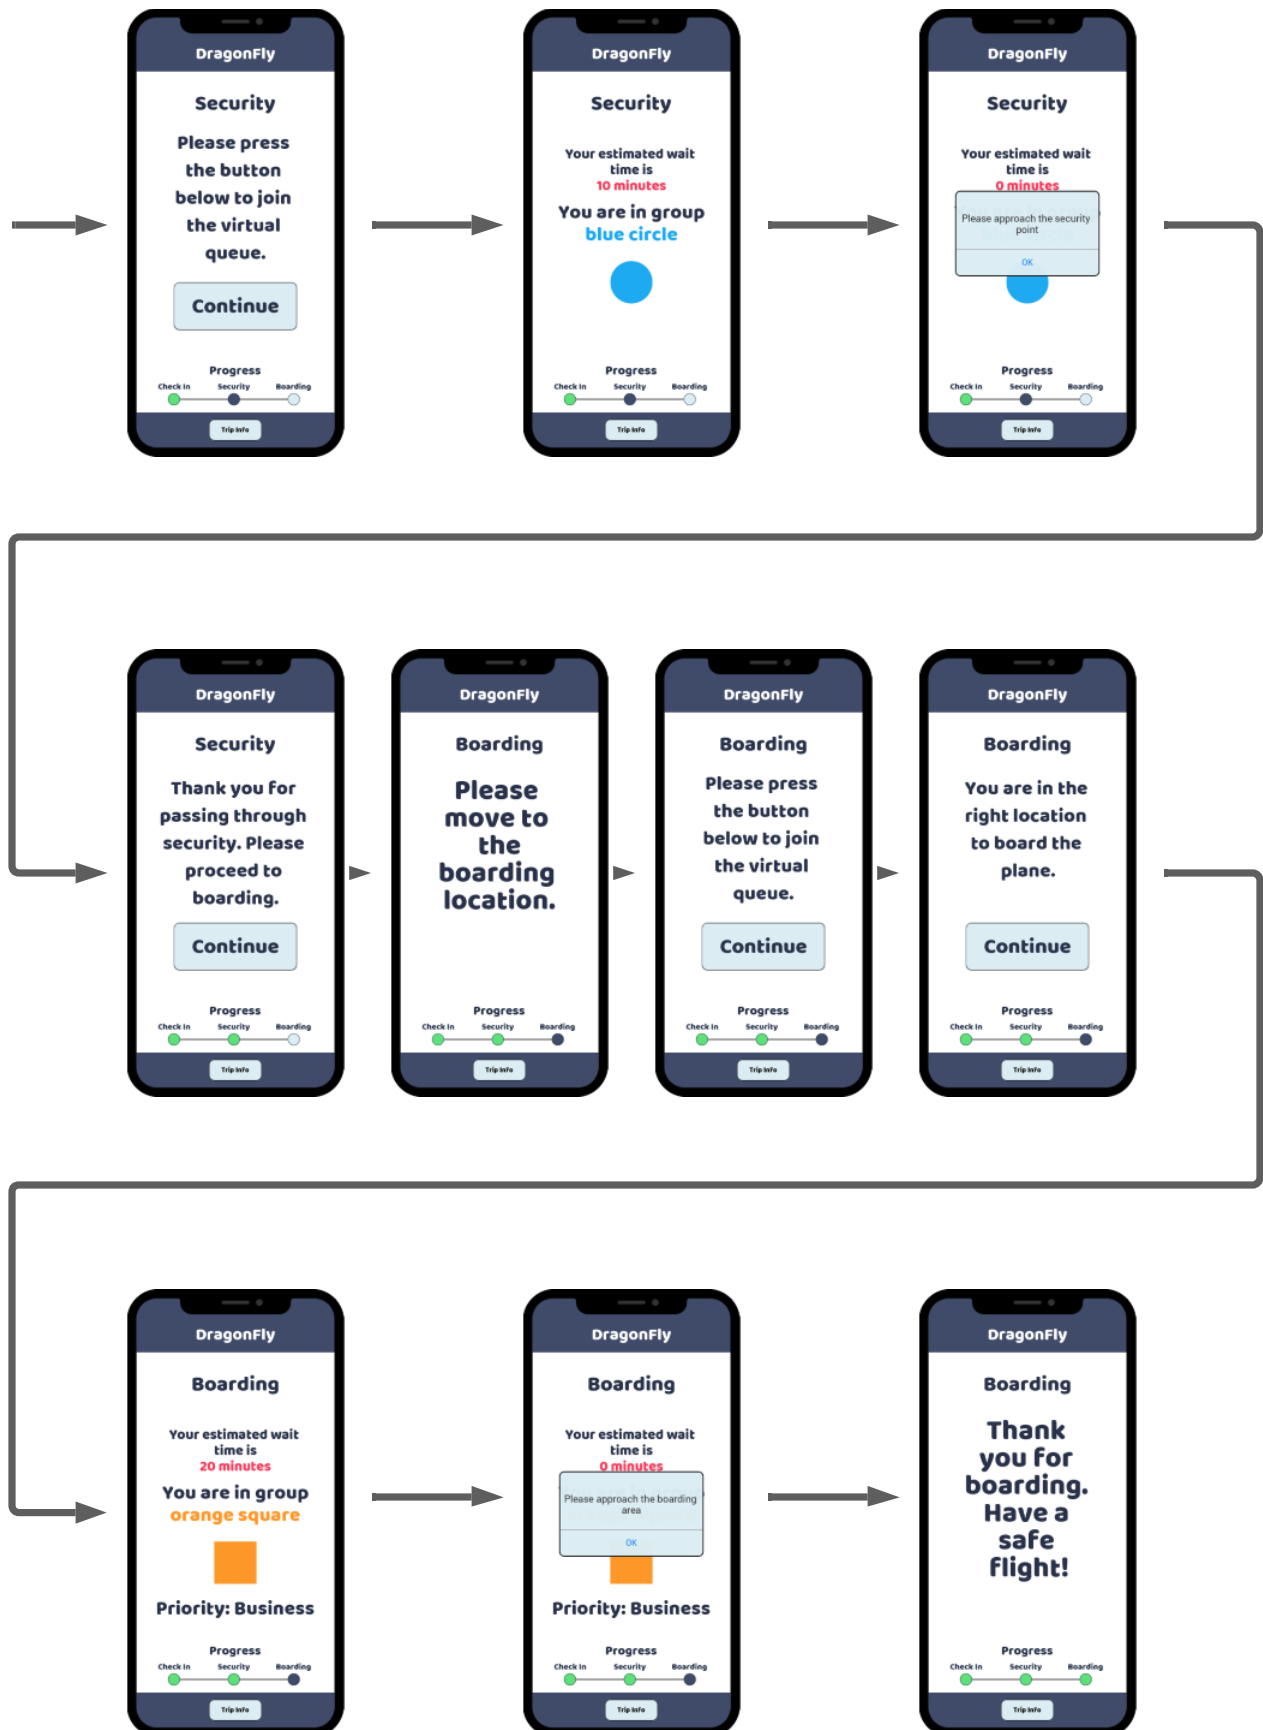 DragonFly
Security
Please press
the button
below to join
the virtual
queue.
Continue
Progress
Check In Security Boarding
Trip Info
DragonFly
Security
Your estimated wait
time is
10 minutes
You are in group
blue circle
Progress
Check In Security Boarding
Trip Info
DragonFly
Security
Your estimated wait
time is
0 minutes
Please approach the security
point
OK
Progress
Check In Security Boarding
Trip Info
DragonFly
Security
Thank you for
passing through
security. Please
proceed to
boarding.
Continue
Progress
Check In Security Boarding
Trip Info
DragonFly
Boarding
Please
move to
the
boarding
location.
Progress
Check In Security Boarding
Trip Info
DragonFly
Boarding
Please press
the button
below to join
the virtual
queue.
Continue
Progress
Check In Security Boarding
Trip Info
DragonFly
Boarding
You are in the
right location
to board the
plane.
Continue
Progress
Check In Security Boarding
Trip Info
DragonFly
Boarding
Your estimated wait
time is
20 minutes
You are in group
orange square
Priority: Business
Progress
Check In Security Boarding
Trip Info
DragonFly
Boarding
Your estimated wait
time is
0 minutes
Please approach the boarding
area
OK
Priority: Business
Progress
Check In Security Boarding
Trip Info
DragonFly
Boarding
Thank
you for
boarding.
Have a
safe
flight!
Progress
Check In Security Boarding
Trip Info